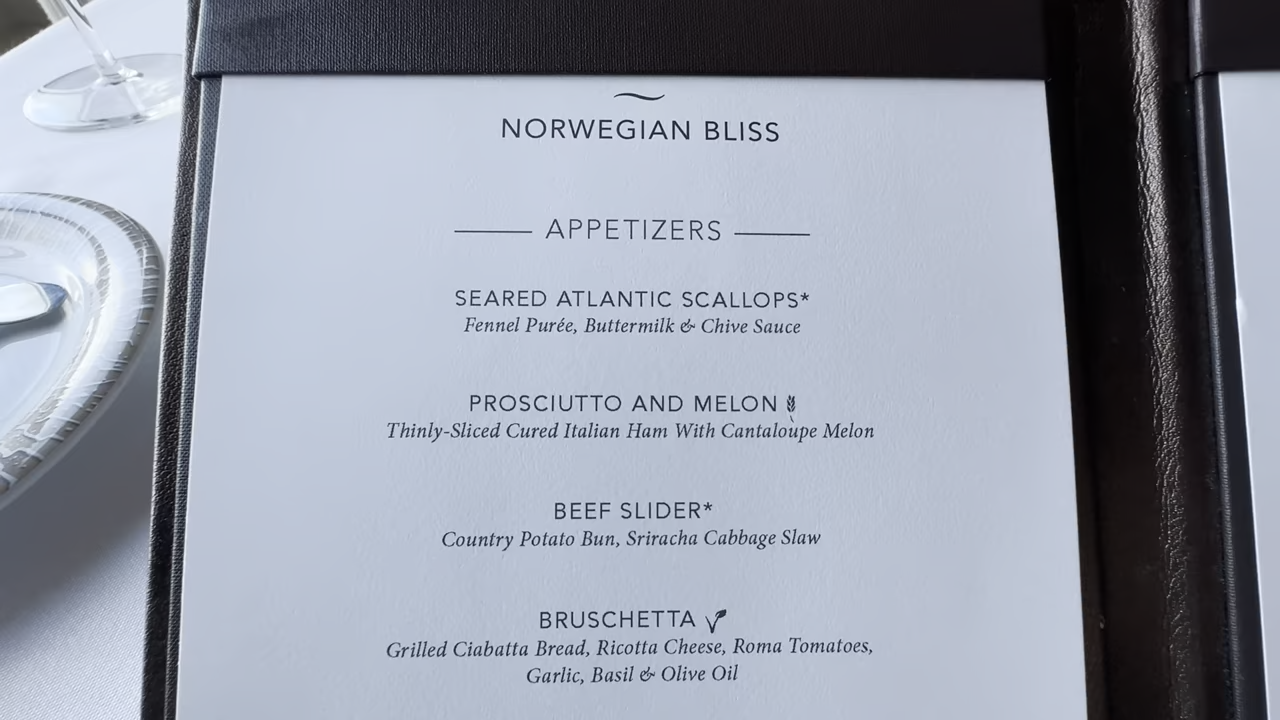 NORWEGIAN BLISS
APPETIZERS
SEARED ATLANTIC SCALLOPS*
Fennel Purée, Buttermilk & Chive Sauce
PROSCIUTTO AND MELON
Thinly-Sliced Cured Italian Ham With Cantaloupe Melon
BEEF SLIDER*
Country Potato Bun, Sriracha Cabbage Slaw
BRUSCHETTA
Grilled Ciabatta Bread, Ricotta Cheese, Roma Tomatoes,
Garlic, Basil & Olive Oil